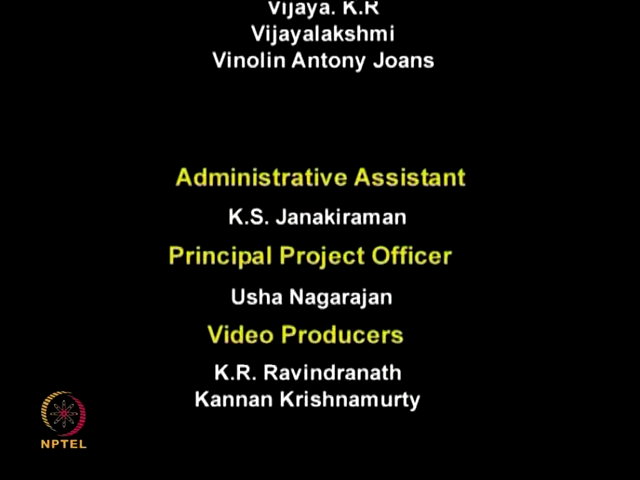 Vijaya. K.R
Vijayalakshmi
Vinolin Antony Joans
Administrative Assistant
K.S. Janakiraman
Principal Project Officer
Usha Nagarajan
Video Producers
K.R. Ravindranath
Kannan Krishnamurty
NPTEL